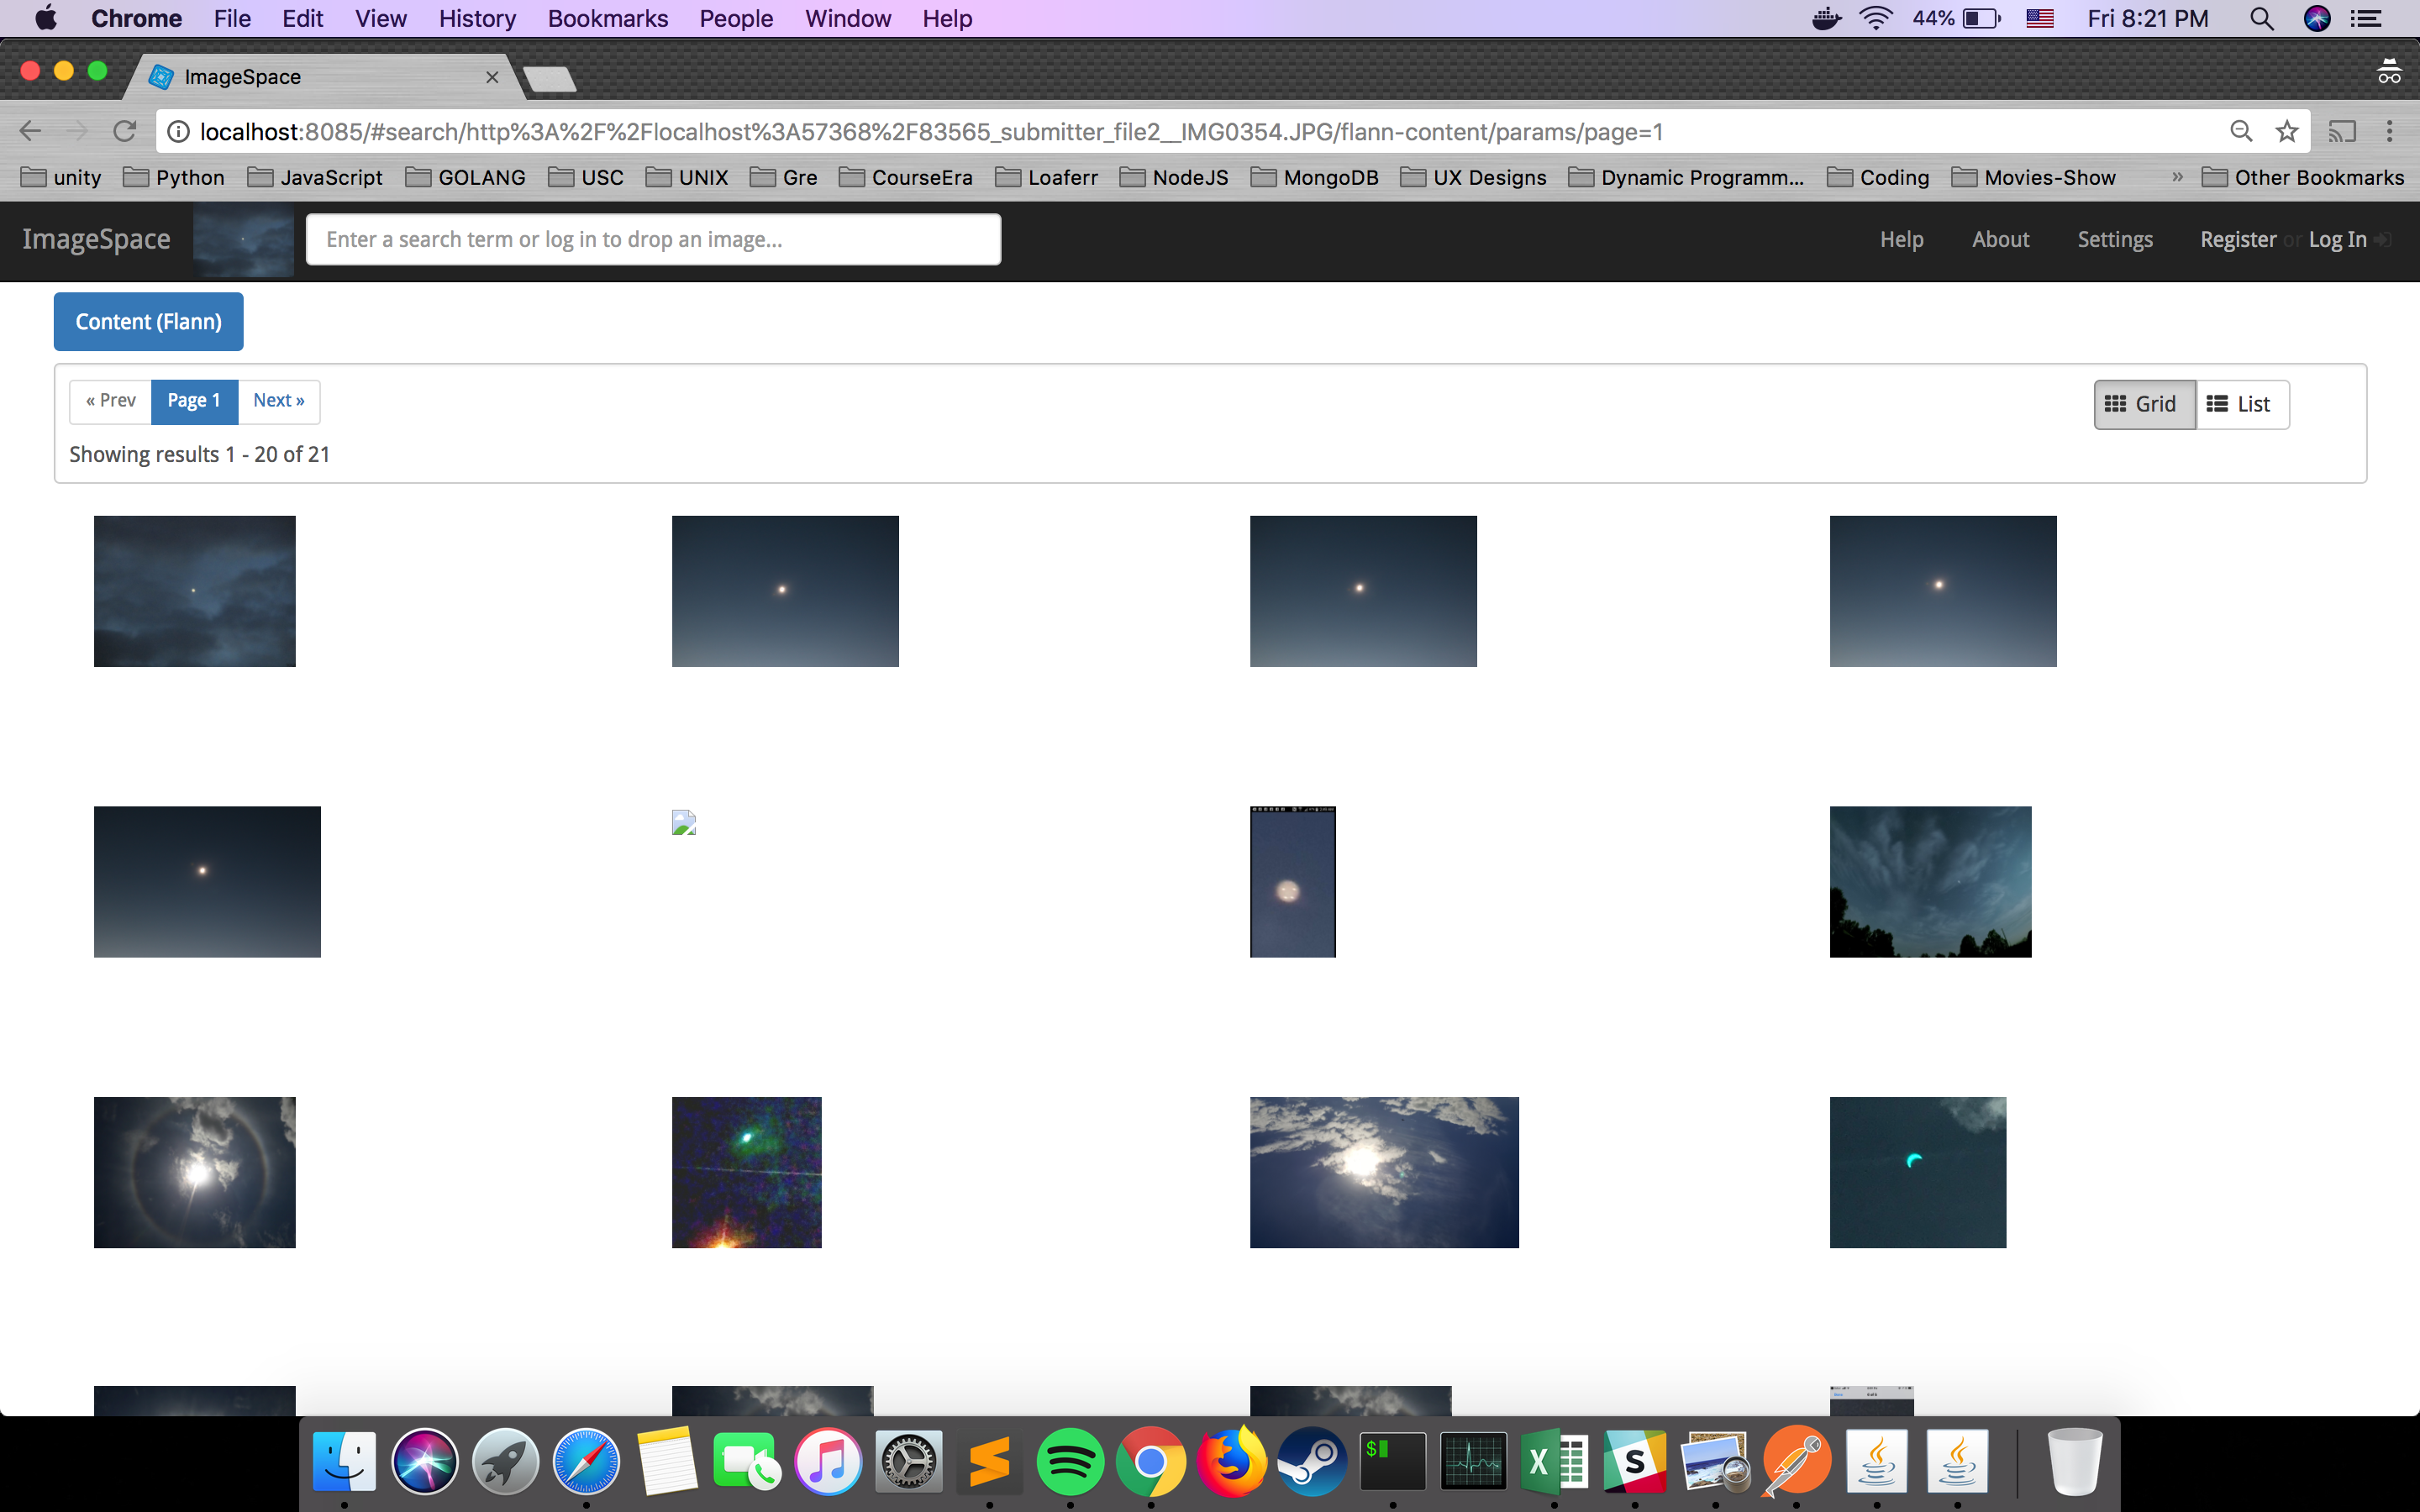 Chrome File Edit View History Bookmarks People Window Help 44% Fri 8:21 PM
ImageSpace
localhost:8085/#search/http%3A%2F%2Flocalhost%3A57368%2F83565_submitter_file2__IMG0354.JPG/flann-content/params/page=1
unity Python JavaScript GOLANG USC UNIX Gre CourseEra Loaferr NodeJS MongoDB UX Designs Dynamic Programm... Coding Movies-Show » Other Bookmarks
ImageSpace Enter a search term or log in to drop an image... Help About Settings Register or Log In
Content (Flann)
« Prev Page 1 Next » Grid List
Showing results 1 - 20 of 21